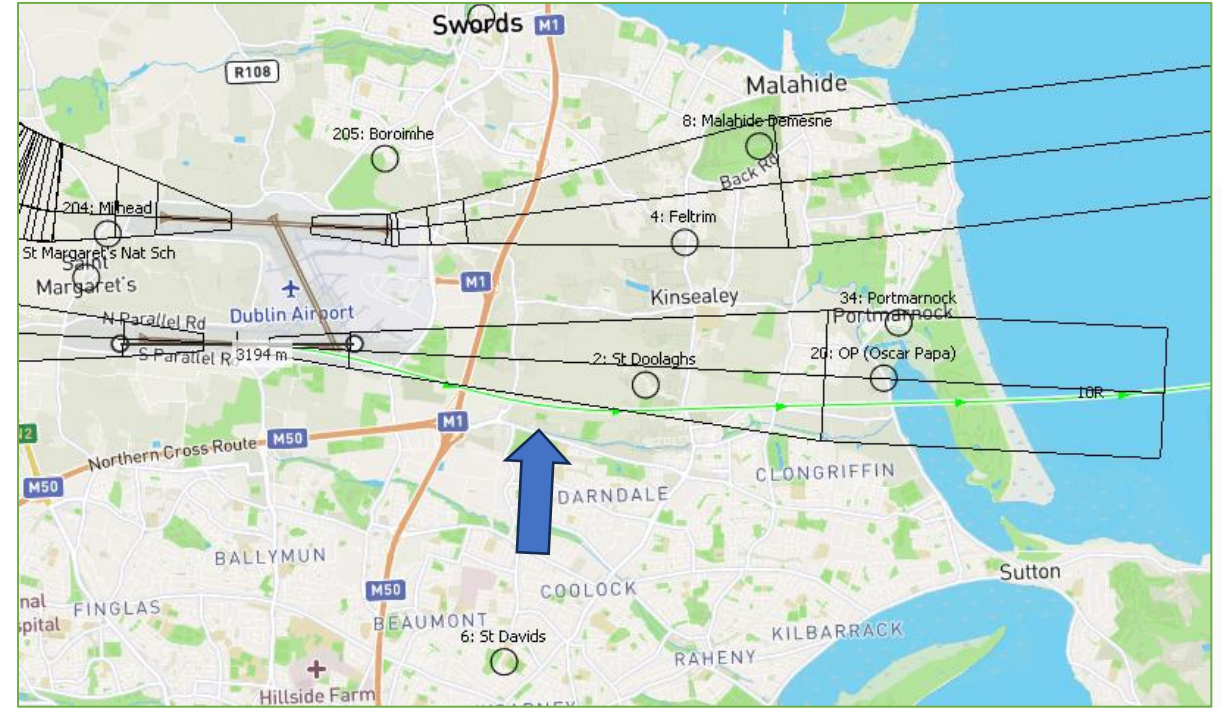 Swords
M1
R108
Malahide
8: Malahide Demesne
205: Boroimhe
Back Rd
204: Milhead
4: Feltrim
St Margaret's Nat Sch
Saint
Margaret's
M1
Kinsealey
34: Portmarnock
Portmarnock
Dublin Airport
N Parallel Rd
S Parallel R
3194 m
2: St Doolaghs
20: OP (Oscar Papa)
10R
M1
M50
Northern Cross Route
M50
CLONGRIFFIN
DARNDALE
BALLYMUN
Sutton
M50
COOLOCK
FINGLAS
BEAUMONT
KILBARRACK
6: St Davids
RAHENY
Hillside Farm